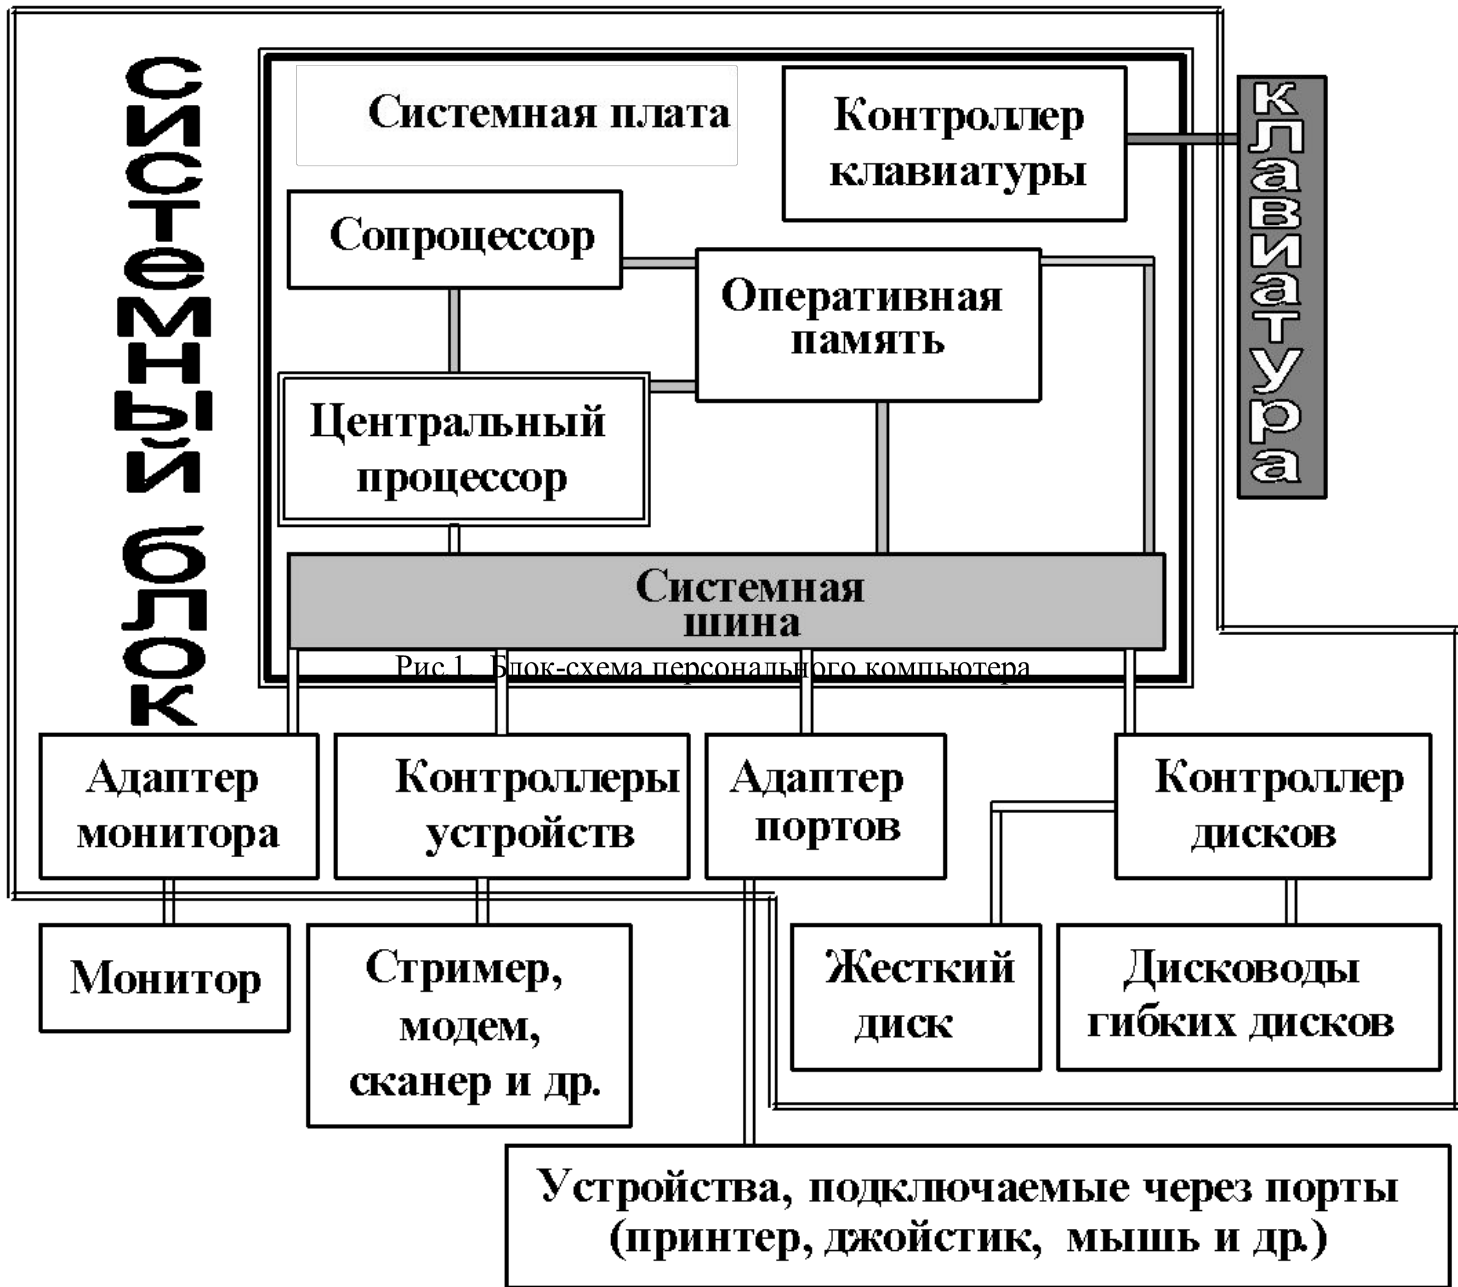 системный блок
Системная плата
Контроллер
клавиатуры
клавиатура
Сопроцессор
Оперативная
память
Центральный
процессор
Системная
шина
Рис.1. Блок-схема персонального компьютера
Адаптер
монитора
Контроллеры
устройств
Адаптер
портов
Контроллер
дисков
Монитор
Стример,
модем,
сканер и др.
Жесткий
диск
Дисководы
гибких дисков
Устройства, подключаемые через порты
(принтер, джойстик, мышь и др.)